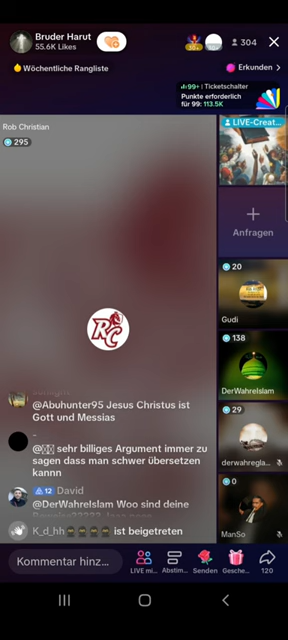 Bruder Harut
55.6K Likes
304
Wöchentliche Rangliste
Erkunden
99+ | Ticketschalter
Punkte erforderlich
für 99: 113.5K
Rob Christian
295
LIVE-Creat...
Anfragen
20
Gudi
138
DerWahreIslam
29
derwahregla...
0
ManSo
RC
@Abuhunter95 Jesus Christus ist
Gott und Messias
-
@ sehr billiges Argument immer zu
sagen dass man schwer übersetzen
kannn
12 David
@DerWahreIslam Woo sind deine
K_d_hh ist beigetreten
Kommentar hinz...
LIVE mi...
Abstim...
Senden
Gesche...
120